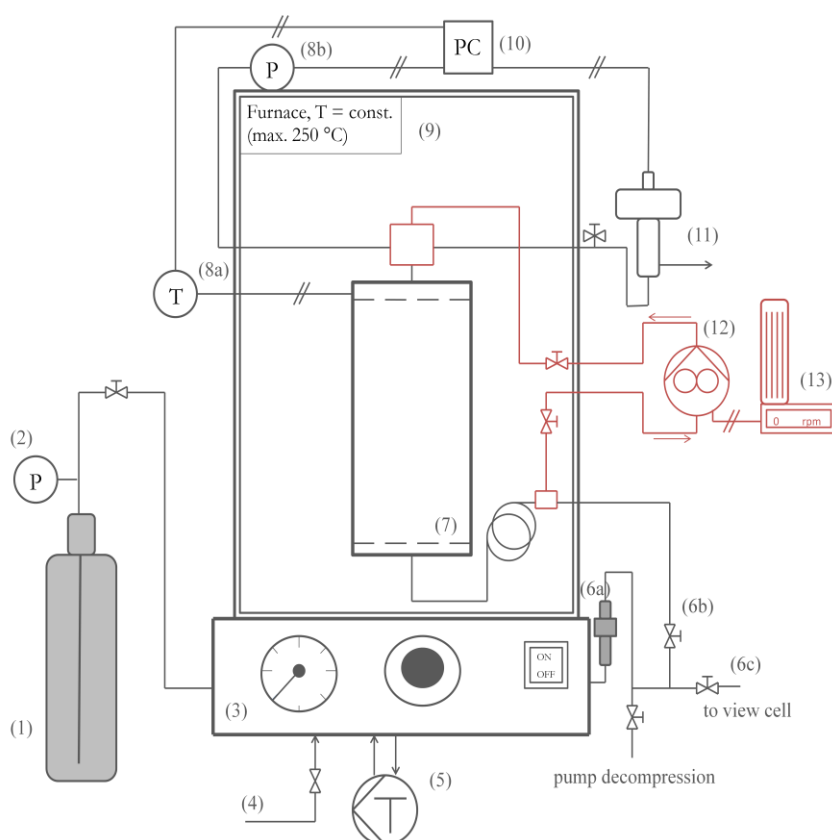 PC
(10)
(8b)
P
Furnace, T = const.
(max. 250 °C)
(9)
(11)
(8a)
T
(12)
(13)
0 rpm
(2)
P
(7)
(6a)
(6b)
ON
OFF
(6c)
to view cell
(3)
(1)
pump decompression
(5)
(4)
T